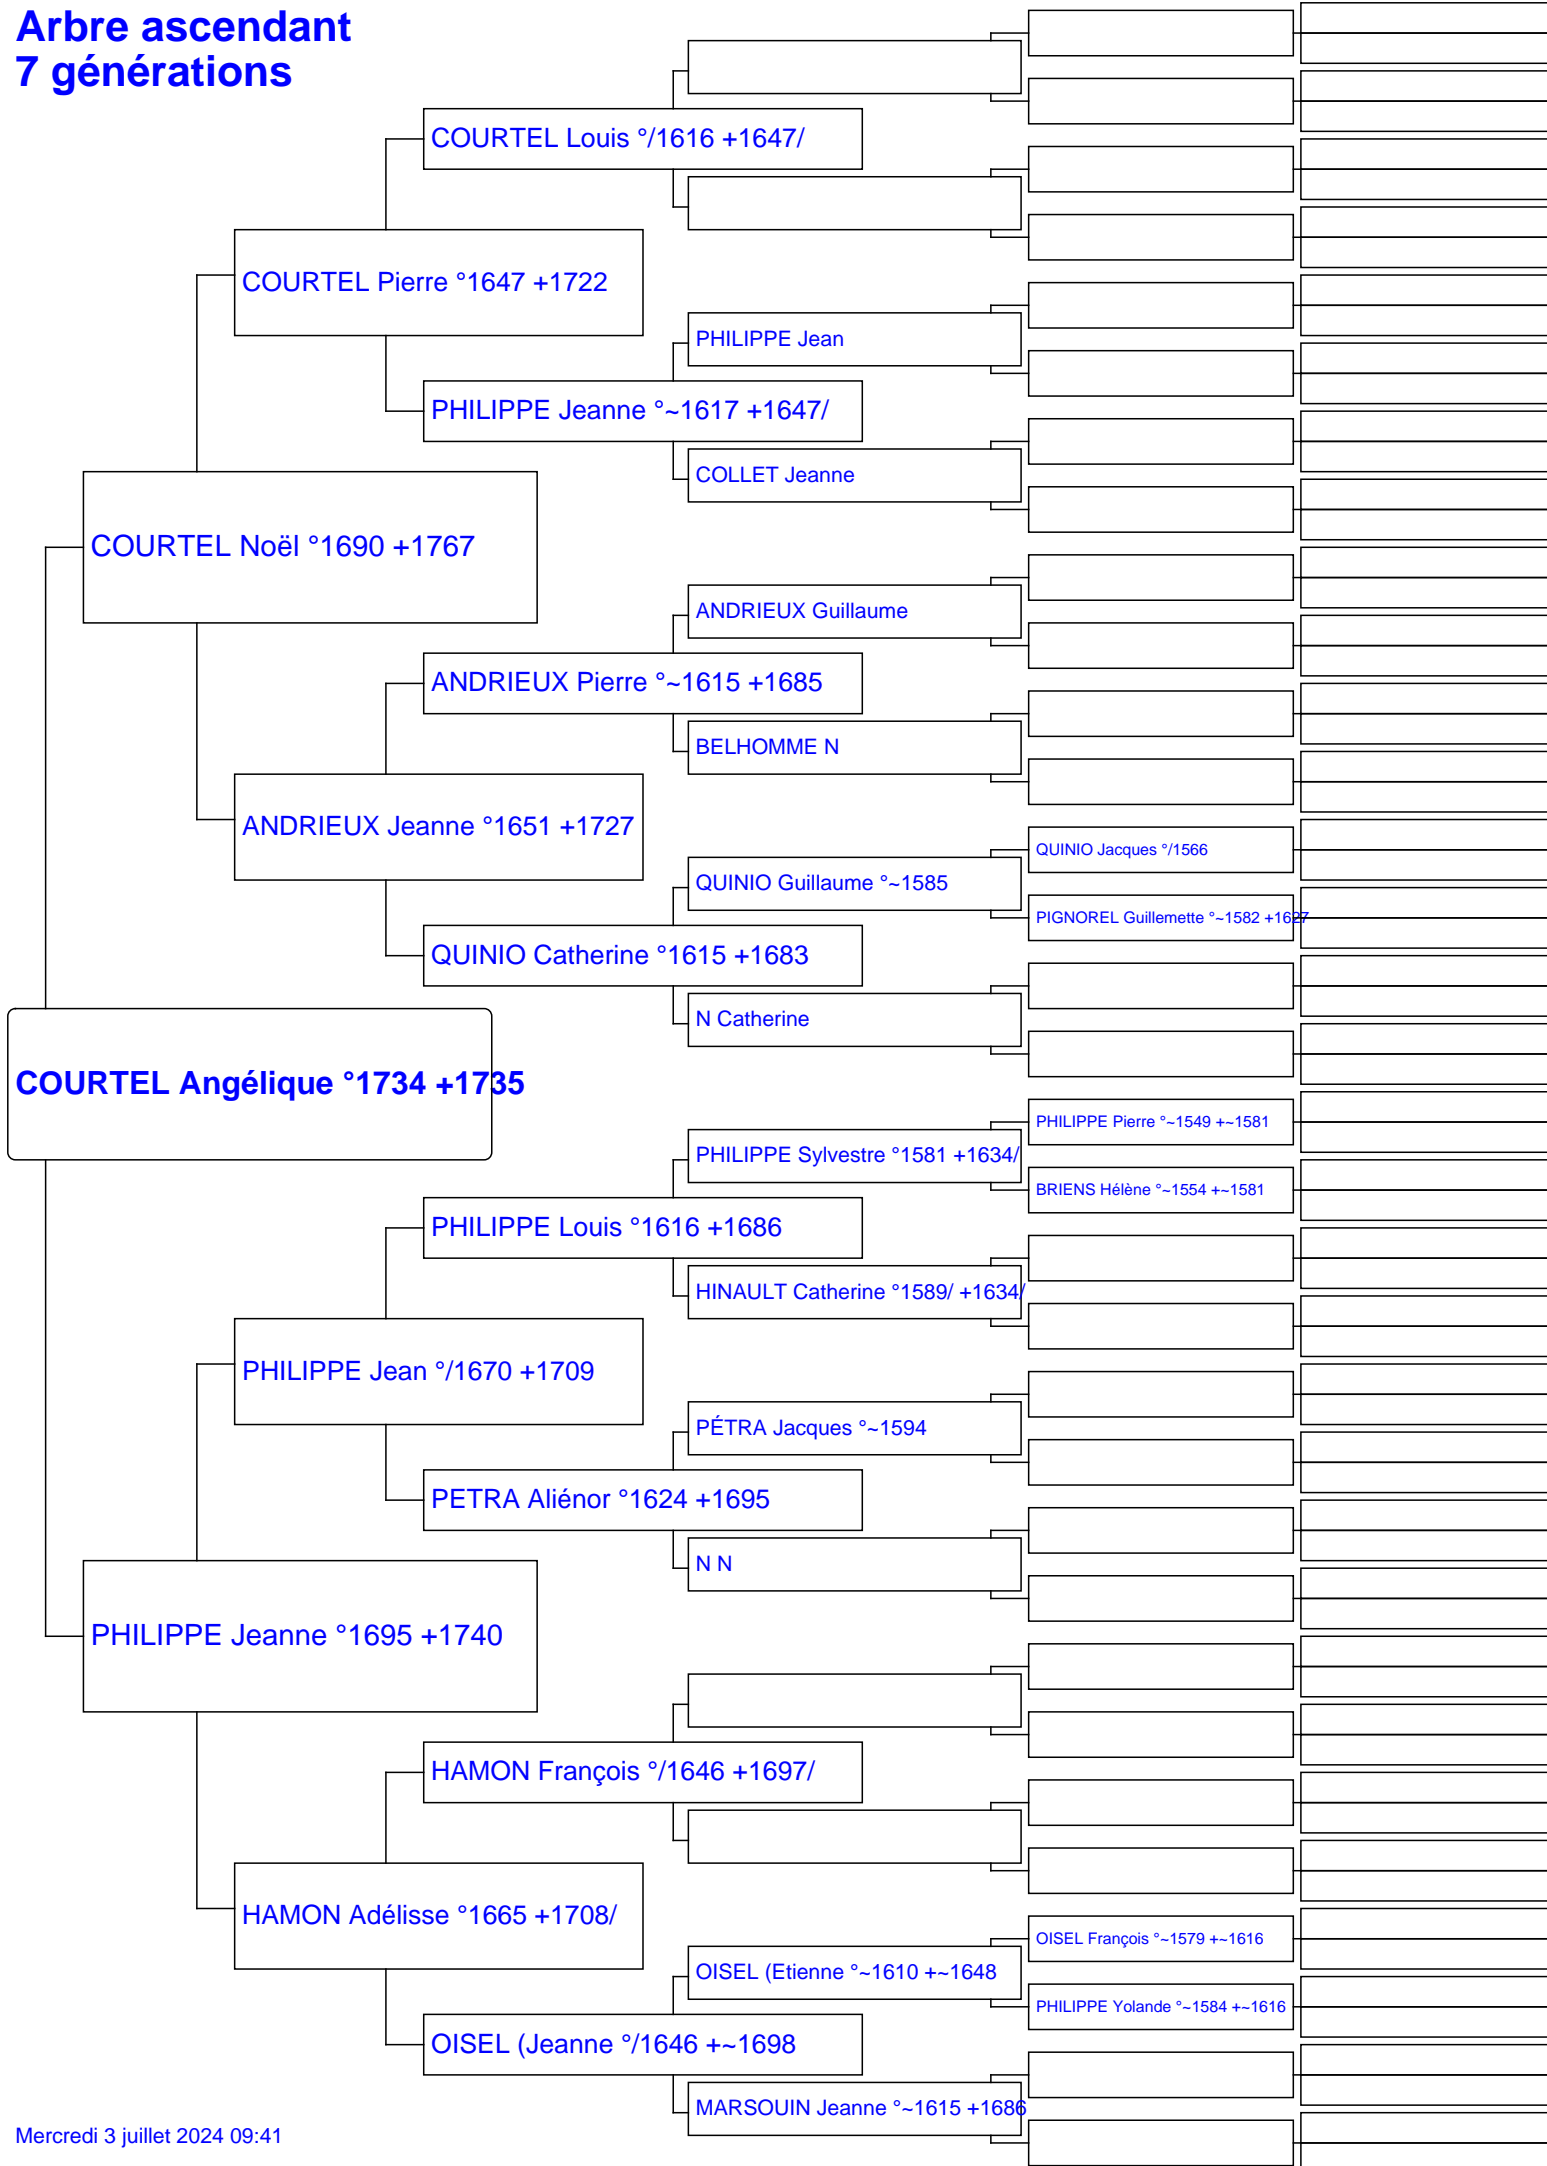 Arbre ascendant
7 générations
COURTEL Louis °/1616 +1647/
COURTEL Pierre °1647 +1722
PHILIPPE Jean
PHILIPPE Jeanne °~1617 +1647/
COLLET Jeanne
COURTEL Noël °1690 +1767
ANDRIEUX Guillaume
ANDRIEUX Pierre °~1615 +1685
BELHOMME N
ANDRIEUX Jeanne °1651 +1727
QUINIO Jacques °/1566
QUINIO Guillaume °~1585
PIGNOREL Guillemette °~1582 +1627
QUINIO Catherine °1615 +1683
N Catherine
COURTEL Angélique °1734 +1735
PHILIPPE Pierre °~1549 +~1581
PHILIPPE Sylvestre °1581 +1634/
BRIENS Hélène °~1554 +~1581
PHILIPPE Louis °1616 +1686
HINAULT Catherine °1589/ +1634/
PHILIPPE Jean °/1670 +1709
PÉTRA Jacques °~1594
PETRA Aliénor °1624 +1695
N N
PHILIPPE Jeanne °1695 +1740
HAMON François °/1646 +1697/
HAMON Adélisse °1665 +1708/
OISEL François °~1579 +~1616
OISEL (Etienne °~1610 +~1648
PHILIPPE Yolande °~1584 +~1616
OISEL (Jeanne °/1646 +~1698
MARSOUIN Jeanne °~1615 +1686
Mercredi 3 juillet 2024 09:41